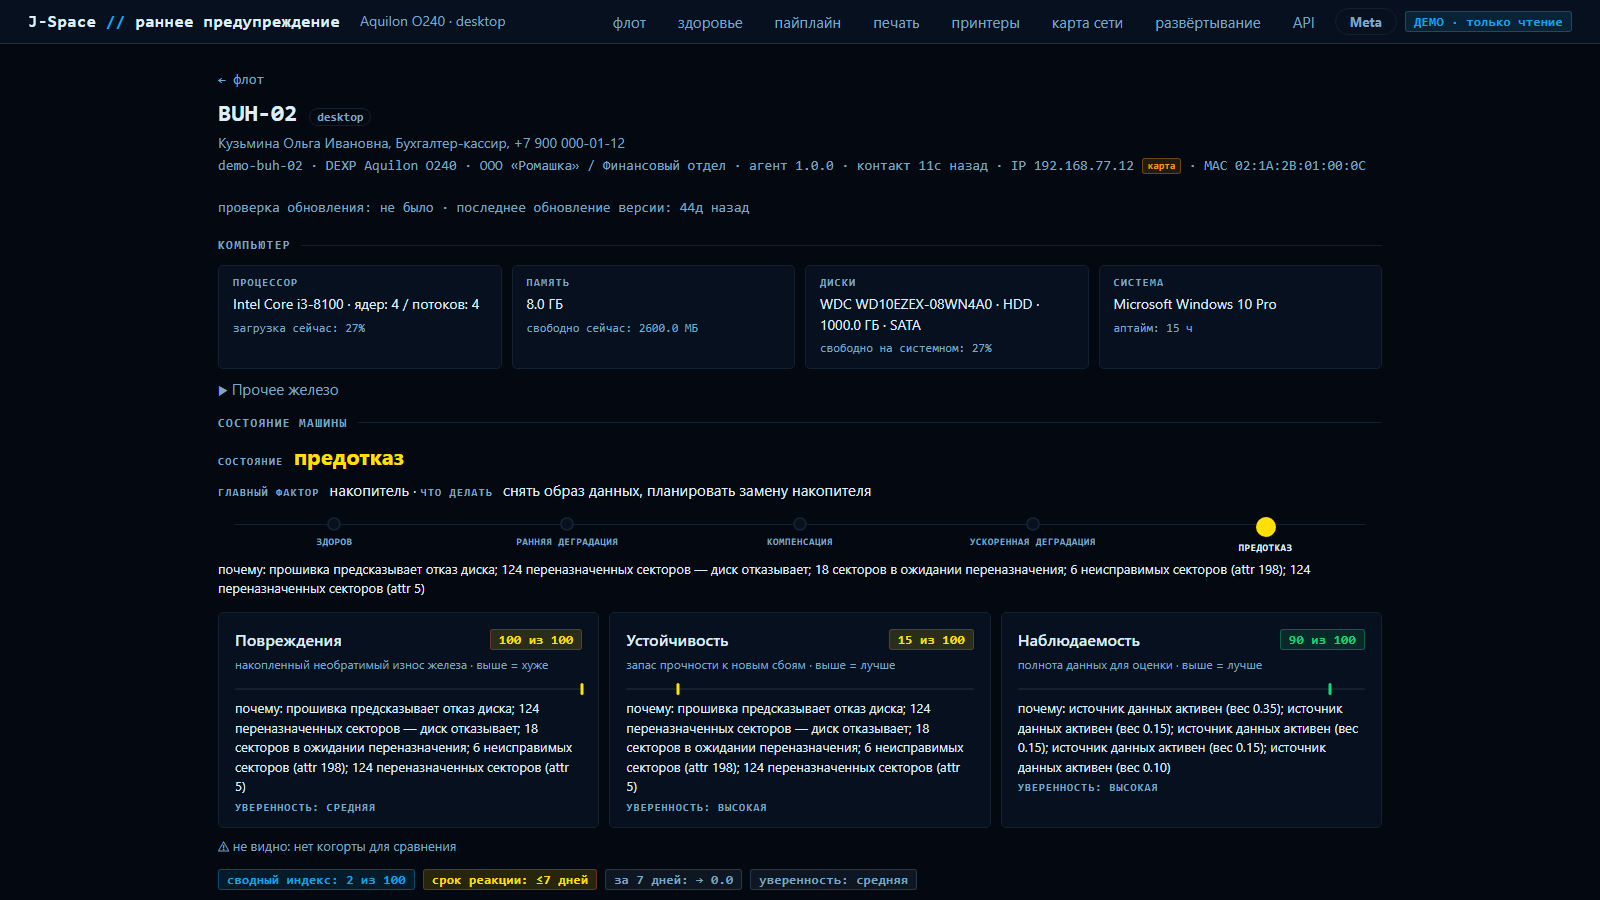 J-Space // раннее предупреждение
Aquilon O240 · desktop
флот здоровье пайплайн печать принтеры карта сети развёртывание API Meta ДЕМО · только чтение
← флот
BUH-02 desktop
Кузьмина Ольга Ивановна, Бухгалтер-кассир, +7 900 000-01-12
demo-buh-02 · DEXP Aquilon O240 · ООО «Ромашка» / Финансовый отдел · агент 1.0.0 · контакт 11с назад · IP 192.168.77.12 карта · MAC 02:1A:2B:01:00:0C
проверка обновления: не было · последнее обновление версии: 44д назад
КОМПЬЮТЕР
ПРОЦЕССОР
Intel Core i3-8100 · ядер: 4 / потоков: 4
загрузка сейчас: 27%
ПАМЯТЬ
8.0 ГБ
свободно сейчас: 2600.0 МБ
ДИСКИ
WDC WD10EZEX-08WN4A0 · HDD ·
1000.0 ГБ · SATA
свободно на системном: 27%
СИСТЕМА
Microsoft Windows 10 Pro
аптайм: 15 ч
▶ Прочее железо
СОСТОЯНИЕ МАШИНЫ
СОСТОЯНИЕ предотказ
ГЛАВНЫЙ ФАКТОР накопитель · ЧТО ДЕЛАТЬ снять образ данных, планировать замену накопителя
ЗДОРОВ РАННЯЯ ДЕГРАДАЦИЯ КОМПЕНСАЦИЯ УСКОРЕННАЯ ДЕГРАДАЦИЯ ПРЕДОТКАЗ
почему: прошивка предсказывает отказ диска; 124 переназначенных секторов — диск отказывает; 18 секторов в ожидании переназначения; 6 неисправимых секторов (attr 198); 124
переназначенных секторов (attr 5)
Повреждения 100 из 100
накопленный необратимый износ железа · выше = хуже
почему: прошивка предсказывает отказ диска; 124
переназначенных секторов — диск отказывает; 18
секторов в ожидании переназначения; 6 неисправимых
секторов (attr 198); 124 переназначенных секторов (attr
5)
УВЕРЕННОСТЬ: СРЕДНЯЯ
Устойчивость 15 из 100
запас прочности к новым сбоям · выше = лучше
почему: прошивка предсказывает отказ диска; 124
переназначенных секторов — диск отказывает; 18
секторов в ожидании переназначения; 6 неисправимых
секторов (attr 198); 124 переназначенных секторов (attr
5)
УВЕРЕННОСТЬ: ВЫСОКАЯ
Наблюдаемость 90 из 100
полнота данных для оценки · выше = лучше
почему: источник данных активен (вес 0.35); источник
данных активен (вес 0.15); источник данных активен (вес
0.15); источник данных активен (вес 0.15); источник
данных активен (вес 0.10)
УВЕРЕННОСТЬ: ВЫСОКАЯ
⚠ не видно: нет когорты для сравнения
сводный индекс: 2 из 100 срок реакции: ≤7 дней за 7 дней: → 0.0 уверенность: средняя